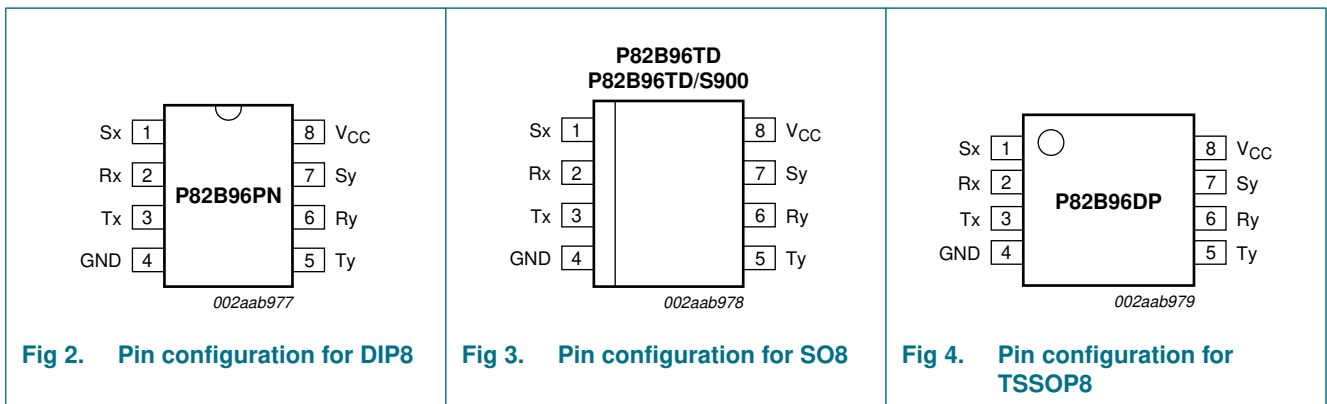 Sx 1
Rx 2
Tx 3
GND 4
P82B96PN
8 VCC
7 Sy
6 Ry
5 Ty
002aab977
Fig 2. Pin configuration for DIP8
P82B96TD
P82B96TD/S900
Sx 1
Rx 2
Tx 3
GND 4
8 VCC
7 Sy
6 Ry
5 Ty
002aab978
Fig 3. Pin configuration for SO8
Sx 1
Rx 2
Tx 3
GND 4
P82B96DP
8 VCC
7 Sy
6 Ry
5 Ty
002aab979
Fig 4. Pin configuration for
TSSOP8